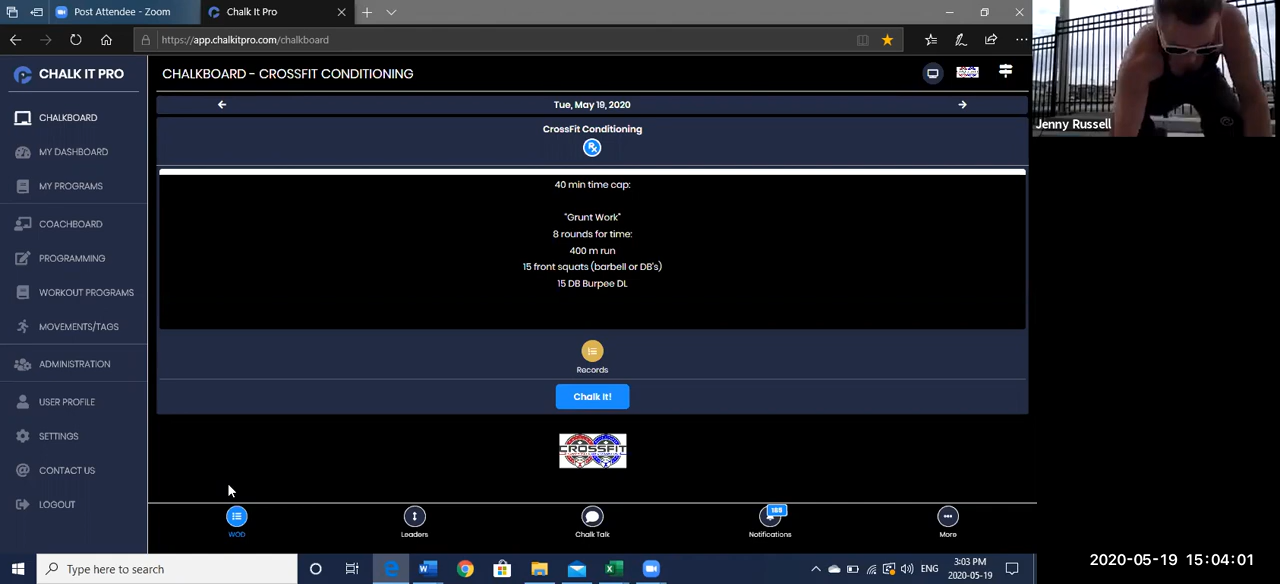 Post Attendee - Zoom
Chalk It Pro
https://app.chalkitpro.com/chalkboard
CHALK IT PRO
CHALKBOARD - CROSSFIT CONDITIONING
CHALKBOARD
MY DASHBOARD
MY PROGRAMS
COACHBOARD
PROGRAMMING
WORKOUT PROGRAMS
MOVEMENTS/TAGS
ADMINISTRATION
USER PROFILE
SETTINGS
CONTACT US
LOGOUT
Tue, May 19, 2020
CrossFit Conditioning
Rx
40 min time cap:
"Grunt Work"
8 rounds for time:
400 m run
15 front squats (barbell or DB's)
15 DB Burpee DL
Records
Chalk It!
CROSSFIT
WOD
Leaders
Chalk Talk
Notifications
More
Jenny Russell
Type here to search
ENG
3:03 PM
2020-05-19
2020-05-19 15:04:01